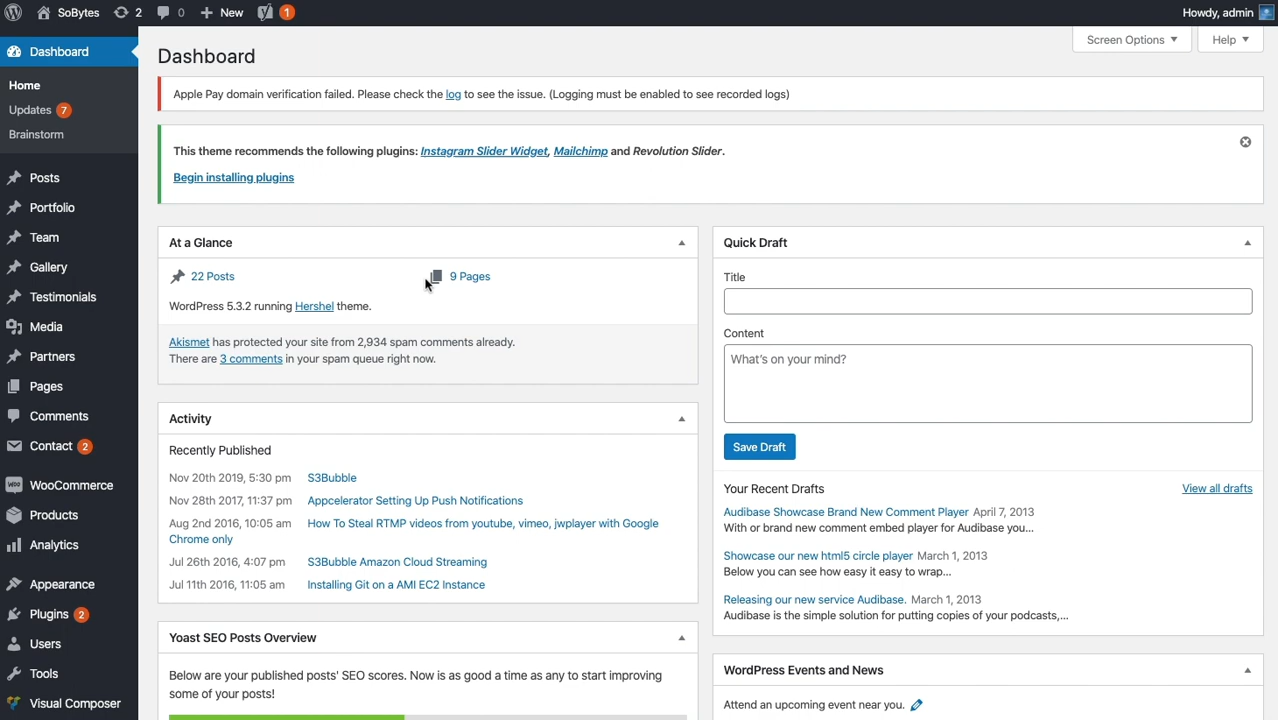 SoBytes 2 0 New 1 Howdy, admin
Dashboard
Home
Updates 7
Brainstorm
Posts
Portfolio
Team
Gallery
Testimonials
Media
Partners
Pages
Comments
Contact 2
WooCommerce
Products
Analytics
Appearance
Plugins 2
Users
Tools
Visual Composer
Screen Options Help
Dashboard
Apple Pay domain verification failed. Please check the log to see the issue. (Logging must be enabled to see recorded logs)
This theme recommends the following plugins: Instagram Slider Widget, Mailchimp and Revolution Slider.
Begin installing plugins
At a Glance
22 Posts 9 Pages
WordPress 5.3.2 running Hershel theme.
Akismet has protected your site from 2,934 spam comments already.
There are 3 comments in your spam queue right now.
Activity
Recently Published
Nov 20th 2019, 5:30 pm S3Bubble
Nov 28th 2017, 11:37 pm Appcelerator Setting Up Push Notifications
Aug 2nd 2016, 10:05 am How To Steal RTMP videos from youtube, vimeo, jwplayer with Google
Chrome only
Jul 26th 2016, 4:07 pm S3Bubble Amazon Cloud Streaming
Jul 11th 2016, 11:05 am Installing Git on a AMI EC2 Instance
Yoast SEO Posts Overview
Below are your published posts' SEO scores. Now is as good a time as any to start improving
some of your posts!
Quick Draft
Title
Content
What's on your mind?
Save Draft
Your Recent Drafts View all drafts
Audibase Showcase Brand New Comment Player April 7, 2013
With or brand new comment embed player for Audibase you...
Showcase our new html5 circle player March 1, 2013
Below you can see how easy it easy to wrap...
Releasing our new service Audibase. March 1, 2013
Audibase is the simple solution for putting copies of your podcasts,...
WordPress Events and News
Attend an upcoming event near you.